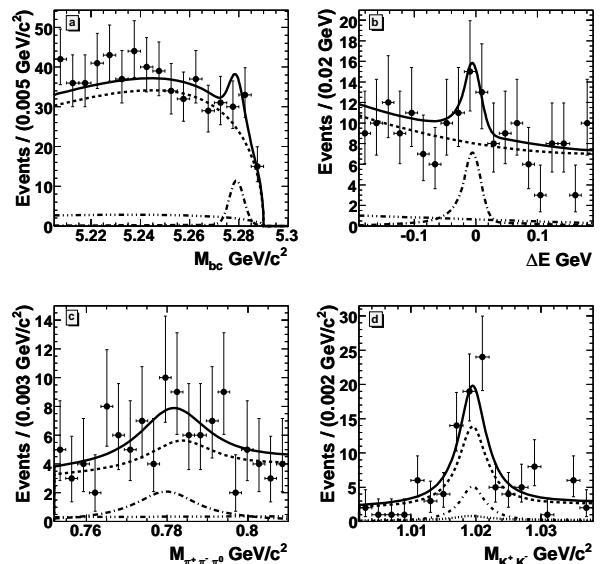 a
Events / (0.005 GeV/c²)
50
40
30
20
10
0
5.22 5.24 5.26 5.28 5.3
M_bc GeV/c²
b
Events / (0.02 GeV)
20
18
16
14
12
10
8
6
4
2
0
-0.1 0 0.1
ΔE GeV
c
Events / (0.003 GeV/c²)
14
12
10
8
6
4
2
0
0.76 0.78 0.8
M_π⁺π⁻π⁰ GeV/c²
d
Events / (0.002 GeV/c²)
30
25
20
15
10
5
0
1.01 1.02 1.03
M_K⁺K⁻ GeV/c²